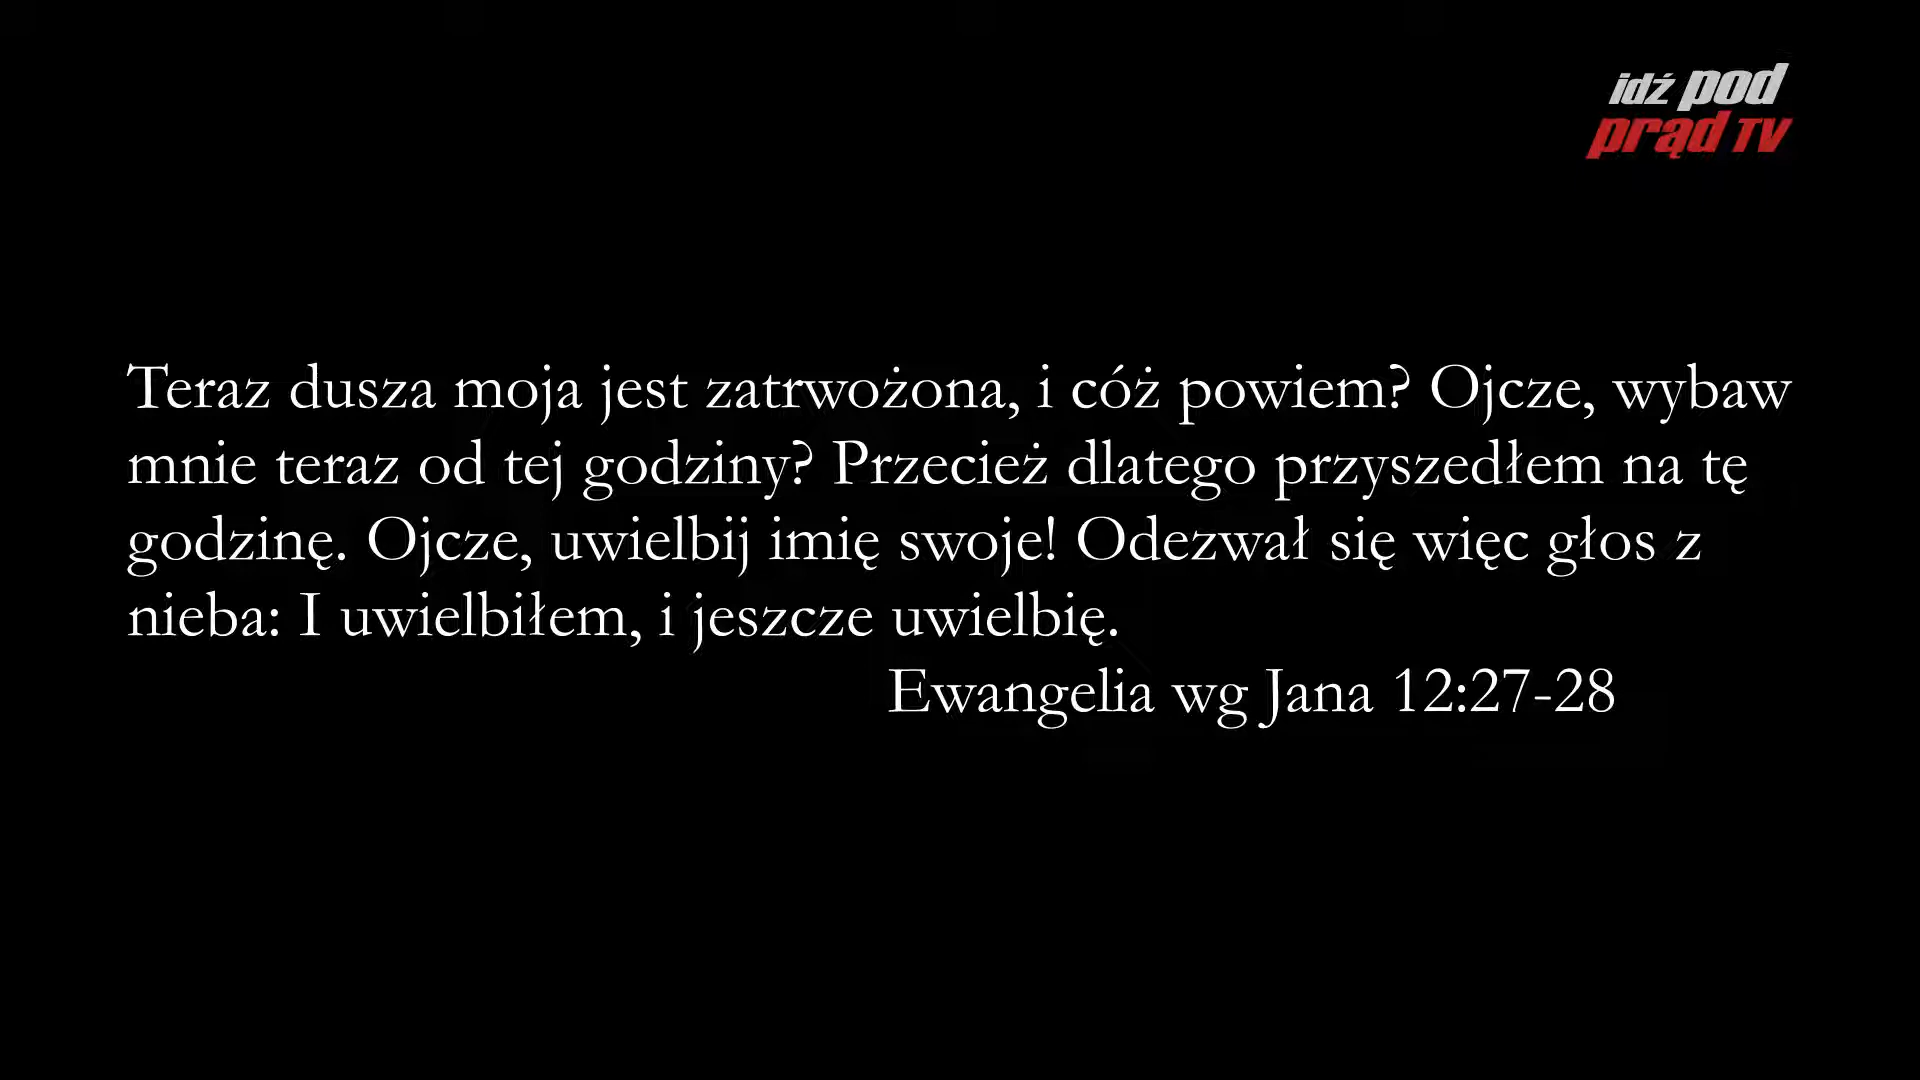 idź pod
prąd TV
Teraz dusza moja jest zatrwożona, i cóż powiem? Ojcze, wybaw
mnie teraz od tej godziny? Przecież dlatego przyszedłem na tę
godzinę. Ojcze, uwielbij imię swoje! Odezwał się więc głos z
nieba: I uwielbiłem, i jeszcze uwielbię.
Ewangelia wg Jana 12:27-28